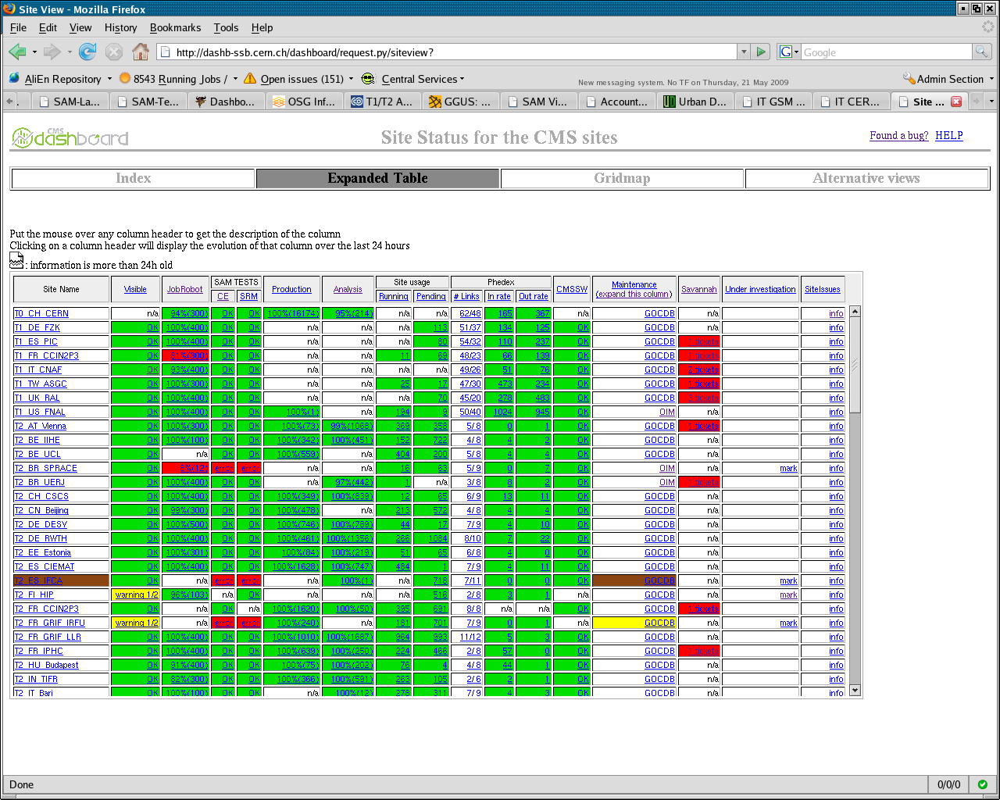 Site View - Mozilla Firefox
File Edit View History Bookmarks Tools Help
http://dashb-ssb.cern.ch/dashboard/request.py/siteview?
G Google
AliEn Repository 8543 Running Jobs / Open issues (151) Central Services New messaging system. No TF on Thursday, 21 May 2009 Admin Section
. SAM-La... SAM-Te... Dashbo... OSG Inf... T1/T2 A... GGUS: ... SAM Vi... Account... Urban D... IT GSM ... IT CER... Site ...
CMS dashboard
Site Status for the CMS sites
Found a bug? HELP
Index Expanded Table Gridmap Alternative views
Put the mouse over any column header to get the description of the column
Clicking on a column header will display the evolution of that column over the last 24 hours
: information is more than 24h old
Site Name Visible JobRobot SAM TESTS CE SRM Production Analysis Site usage Running Pending Phedex # Links In rate Out rate CMSSW Maintenance (expand this column) Savannah Under investigation SiteIssues
T0_CH_CERN n/a 94%(300) OK OK 100%(16174) 95%(214) n/a n/a 62/48 165 367 n/a GOCDB n/a info
T1_DE_FZK OK 100%(400) OK OK n/a n/a n/a 113 51/37 134 125 OK GOCDB n/a info
T1_ES_PIC OK 100%(400) OK OK n/a n/a n/a 80 54/32 110 237 OK GOCDB 1 tickets info
T1_FR_CCIN2P3 OK 61%(300) OK OK n/a n/a 11 69 48/23 66 139 OK GOCDB 1 tickets info
T1_IT_CNAF OK 93%(400) OK OK n/a n/a n/a n/a 49/26 51 76 OK GOCDB 2 tickets info
T1_TW_ASGC OK 100%(300) OK OK n/a n/a 25 17 47/30 473 234 OK GOCDB 1 tickets info
T1_UK_RAL OK 100%(400) OK OK n/a n/a n/a 70 45/20 278 483 OK GOCDB 3 tickets info
T1_US_FNAL OK 100%(400) OK OK 100%(1) n/a 194 9 50/40 1024 945 OK OIM n/a info
T2_AT_Vienna OK 100%(300) OK OK 100%(73) 99%(1068) 369 358 5/ 8 0 1 OK GOCDB 1 tickets info
T2_BE_IIHE OK 100%(100) OK OK 100%(342) 100%(451) 152 722 4/ 8 4 2 OK GOCDB n/a info
T2_BE_UCL OK n/a OK OK 100%(559) n/a 404 200 5/ 8 4 4 OK GOCDB n/a info
T2_BR_SPRACE OK 8%(12) error error n/a n/a 16 63 5/ 9 0 7 OK OIM n/a mark info
T2_BR_UERJ OK 100%(400) OK OK n/a 97%(442) 1 n/a 3/ 8 8 2 OK OIM 1 tickets info
T2_CH_CSCS OK 100%(400) OK OK 100%(349) 100%(839) 12 65 6/ 9 13 11 OK GOCDB n/a info
T2_CN_Beijing OK 99%(300) OK OK 100%(478) n/a 213 572 4/ 8 4 4 OK GOCDB n/a info
T2_DE_DESY OK 100%(500) OK OK 100%(746) 100%(789) 44 17 7/ 9 4 10 OK GOCDB n/a info
T2_DE_RWTH OK 100%(400) OK OK 100%(461) 100%(1356) 266 1084 8/10 7 22 OK GOCDB n/a info
T2_EE_Estonia OK 100%(301) OK OK 100%(84) 100%(219) 51 65 6/ 8 4 0 OK GOCDB n/a info
T2_ES_CIEMAT OK 100%(400) OK OK 100%(1628) 100%(747) 484 1 7/ 9 4 11 OK GOCDB n/a info
T2_ES_IFCA OK n/a error error n/a 100%(1) n/a 718 7/11 0 0 OK GOCDB n/a mark info
T2_FI_HIP warning 1/2 96%(103) n/a OK n/a n/a n/a 516 2/ 8 3 1 OK GOCDB n/a mark info
T2_FR_CCIN2P3 OK n/a OK n/a 100%(1620) 100%(50) 395 691 8/ 8 n/a n/a OK GOCDB 1 tickets info
T2_FR_GRIF_IRFU warning 1/2 n/a error error 100%(240) n/a 181 701 7/ 9 0 1 n/a GOCDB n/a mark info
T2_FR_GRIF_LLR OK 100%(400) OK OK 100%(1010) 100%(1687) 964 993 11/12 5 3 OK GOCDB n/a info
T2_FR_IPHC OK 100%(400) OK OK 100%(639) 100%(250) 224 466 2/ 8 57 0 OK GOCDB 1 tickets info
T2_HU_Budapest OK 91%(400) OK OK 100%(75) 100%(202) 76 4 4/ 8 44 1 OK GOCDB n/a info
T2_IN_TIFR OK 82%(300) OK OK 100%(366) 100%(591) 263 105 2/ 6 2 1 OK GOCDB n/a info
T2_IT_Bari OK 100%(100) OK OK n/a 100%(12) 278 311 7/ 9 4 3 OK GOCDB n/a info
Done 0/0/0